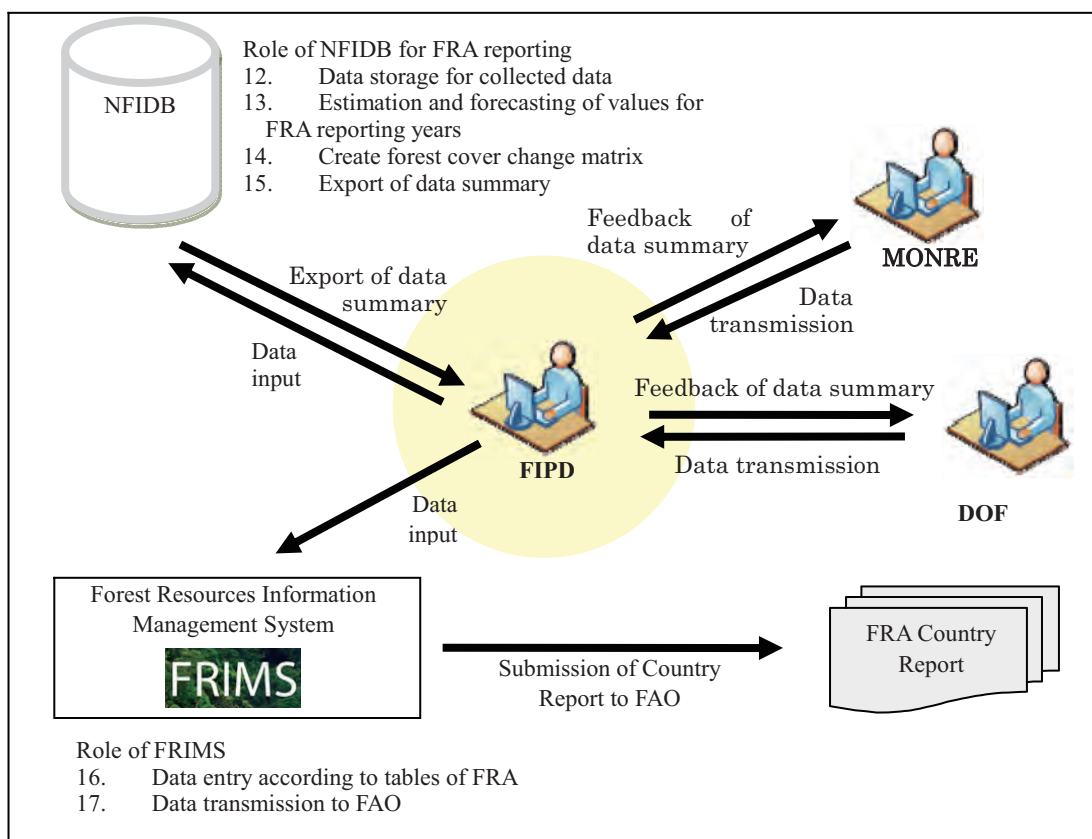 Role of NFIDB for FRA reporting
12. Data storage for collected data
13. Estimation and forecasting of values for
FRA reporting years
14. Create forest cover change matrix
15. Export of data summary
NFIDB
Feedback of
data summary
MONRE
Data
transmission
Export of data
summary
Data
input
Feedback of data summary
Data transmission
FIPD
DOF
Data
input
Forest Resources Information
Management System
FRIMS
Submission of Country
Report to FAO
FRA Country
Report
Role of FRIMS
16. Data entry according to tables of FRA
17. Data transmission to FAO